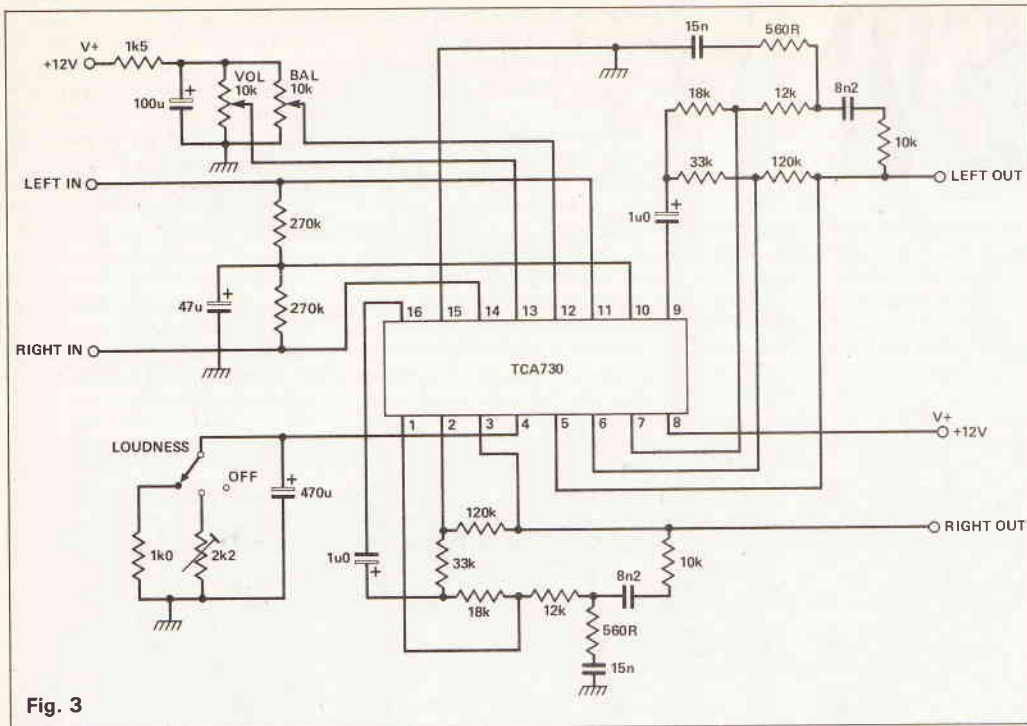 V+
+12V
1k5
100u
VOL
10k
BAL
10k
15n
560R
18k
12k
8n2
10k
33k
120k
LEFT OUT
1u0
+
LEFT IN
270k
47u
+
270k
RIGHT IN
+
16 15 14 13 12 11 10 9
TCA730
1 2 3 4 5 6 7 8
V+
+12V
LOUDNESS
OFF
+
470u
1k0
2k2
120k
RIGHT OUT
1u0
+
33k
18k
12k
8n2
10k
560R
15n
Fig. 3